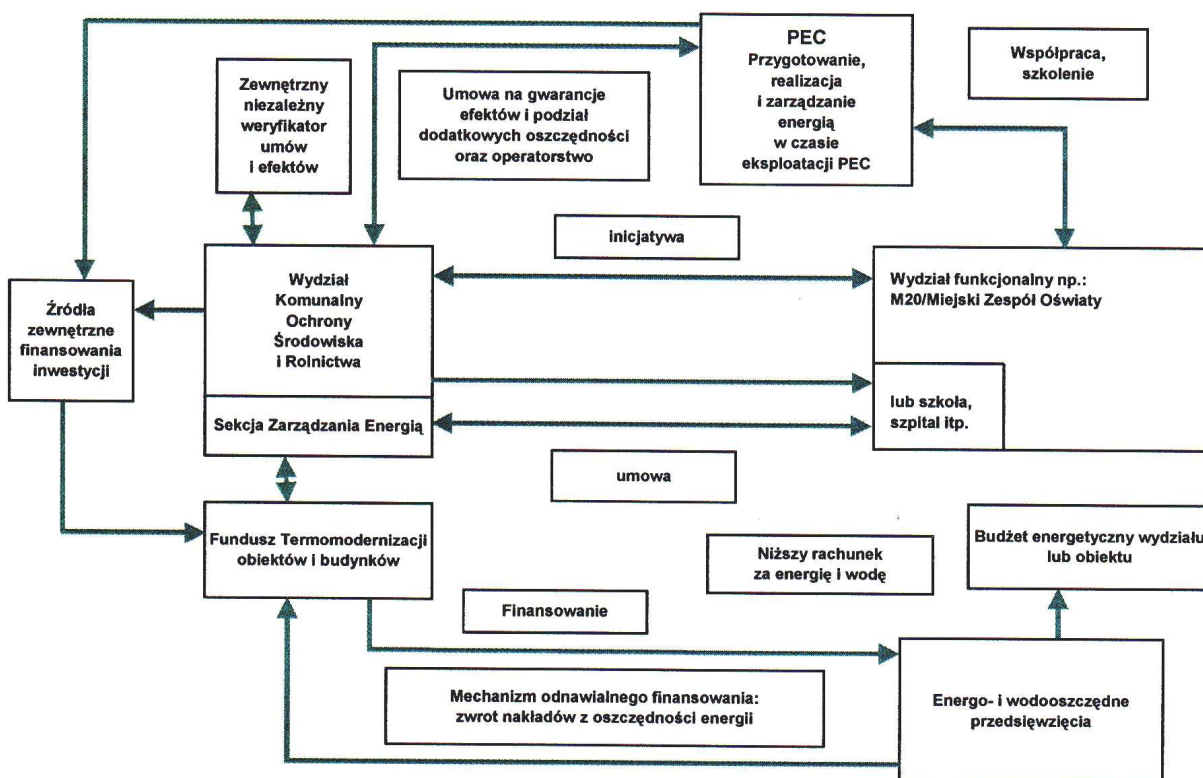 PEC
Przygotowanie,
realizacja
i zarządzanie
energią
w czasie
eksploatacji PEC
Współpraca,
szkolenie
Zewnętrzny
niezależny
weryfikator
umów
i efektów
Umowa na gwarancje
efektów i podział
dodatkowych oszczędności
oraz operatorstwo
inicjatywa
Wydział
Komunalny
Ochrony
Środowiska
i Rolnictwa
Wydział funkcjonalny np.:
M20/Miejski Zespół Oświaty
Źródła
zewnętrzne
finansowania
inwestycji
lub szkoła,
szpital itp.
Sekcja Zarządzania Energią
umowa
Fundusz Termomodernizacji
obiektów i budynków
Niższy rachunek
za energię i wodę
Budżet energetyczny wydziału
lub obiektu
Finansowanie
Mechanizm odnawialnego finansowania:
zwrot nakładów z oszczędności energii
Energo- i wodooszczędne
przedsięwzięcia